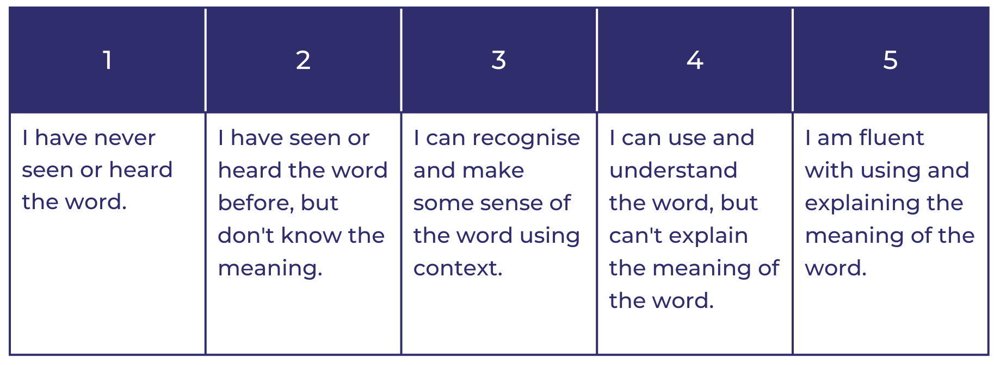 1
2
3
4
5
I have never
seen or heard
the word.
I have seen or
heard the word
before, but
don't know the
meaning.
I can recognise
and make
some sense of
the word using
context.
I can use and
understand
the word, but
can't explain
the meaning of
the word.
I am fluent
with using and
explaining the
meaning of the
word.